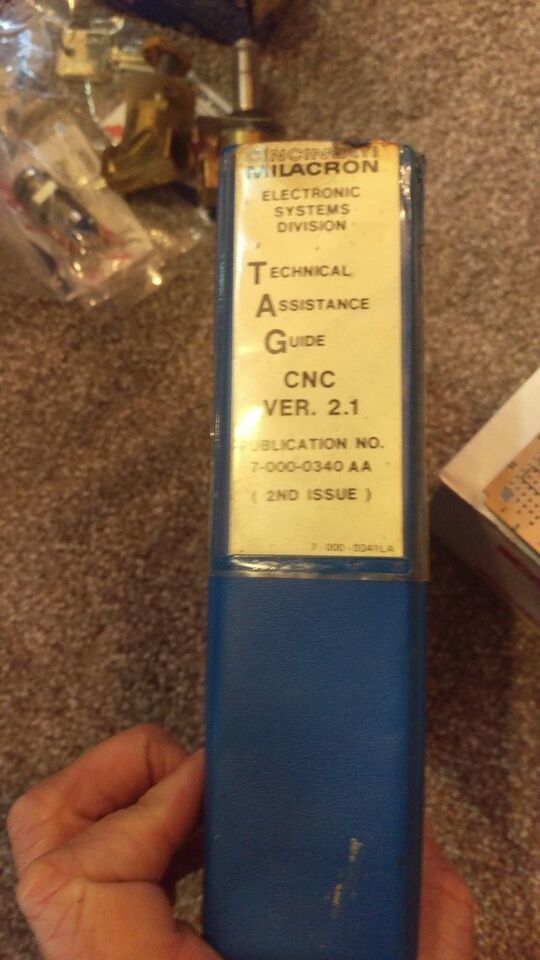 CINCINNATI
MILACRON
ELECTRONIC
SYSTEMS
DIVISION
TECHNICAL
ASSISTANCE
GUIDE
CNC
VER. 2.1
PUBLICATION NO.
7-000-0340 AA
( 2ND ISSUE )